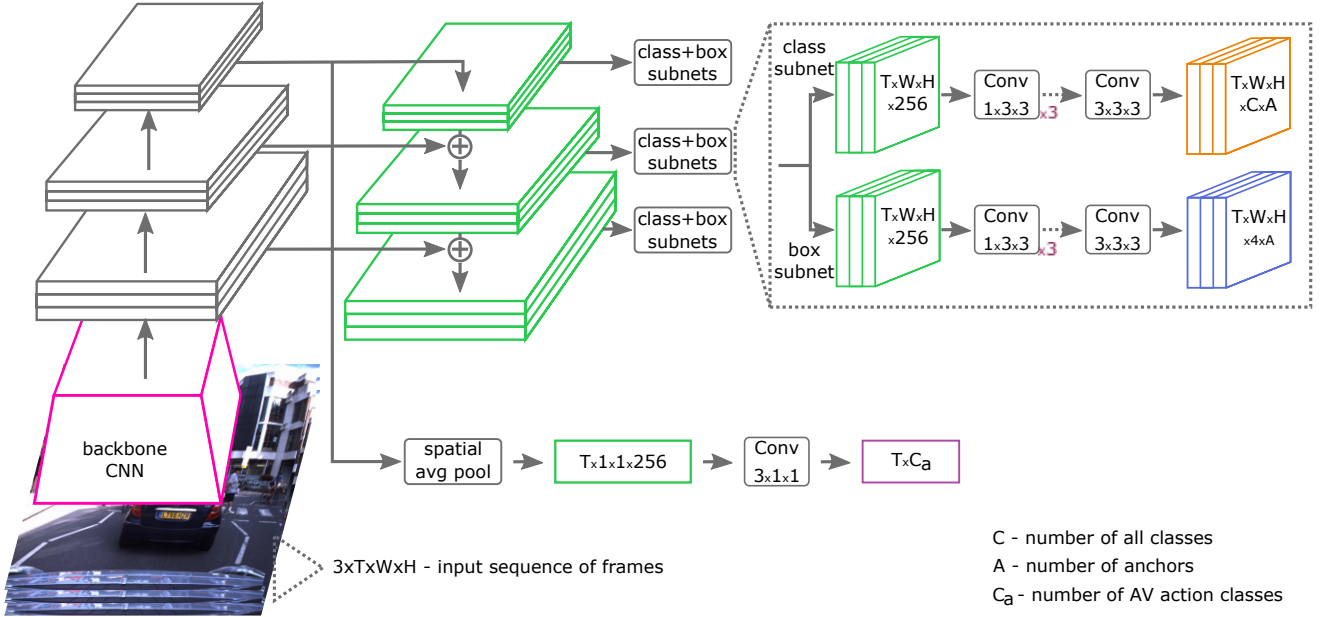 class+box
subnets
class+box
subnets
class+box
subnets
class
subnet
TxWxH
x256
Conv
1x3x3
x3
Conv
3x3x3
TxWxH
xCxA
box
subnet
TxWxH
x256
Conv
1x3x3
x3
Conv
3x3x3
TxWxH
x4xA
backbone
CNN
spatial
avg pool
Tx1x1x256
Conv
3x1x1
TxCa
3xTxWxH - input sequence of frames
C - number of all classes
A - number of anchors
Ca - number of AV action classes